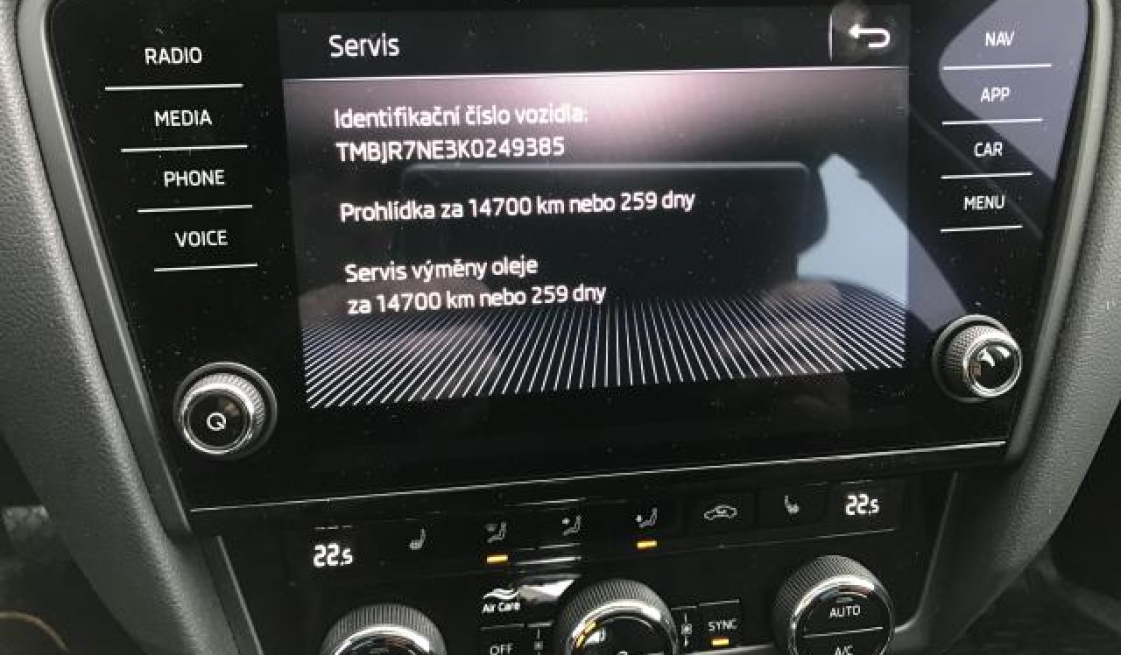 Servis
Identifikační číslo vozidla:
TMBJR7NE3K0249385
Prohlídka za 14700 km nebo 259 dny
Servis výměny oleje
za 14700 km nebo 259 dny
RADIO
MEDIA
PHONE
VOICE
NAV
APP
CAR
MENU
22.5
22.5
Air Care
OFF
SYNC
AUTO
A/C